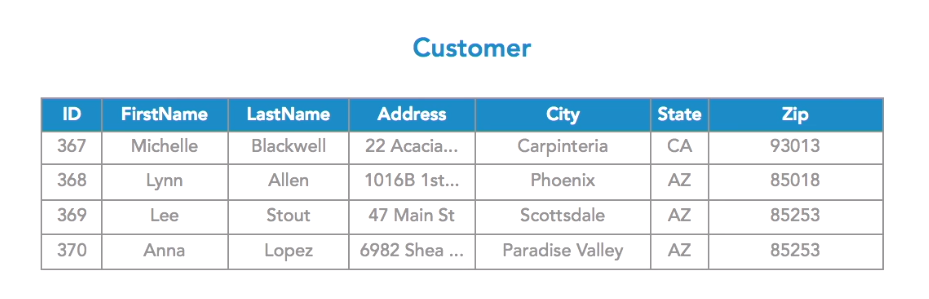 Customer
ID FirstName LastName Address City State Zip
367 Michelle Blackwell 22 Acacia... Carpinteria CA 93013
368 Lynn Allen 1016B 1st... Phoenix AZ 85018
369 Lee Stout 47 Main St Scottsdale AZ 85253
370 Anna Lopez 6982 Shea ... Paradise Valley AZ 85253